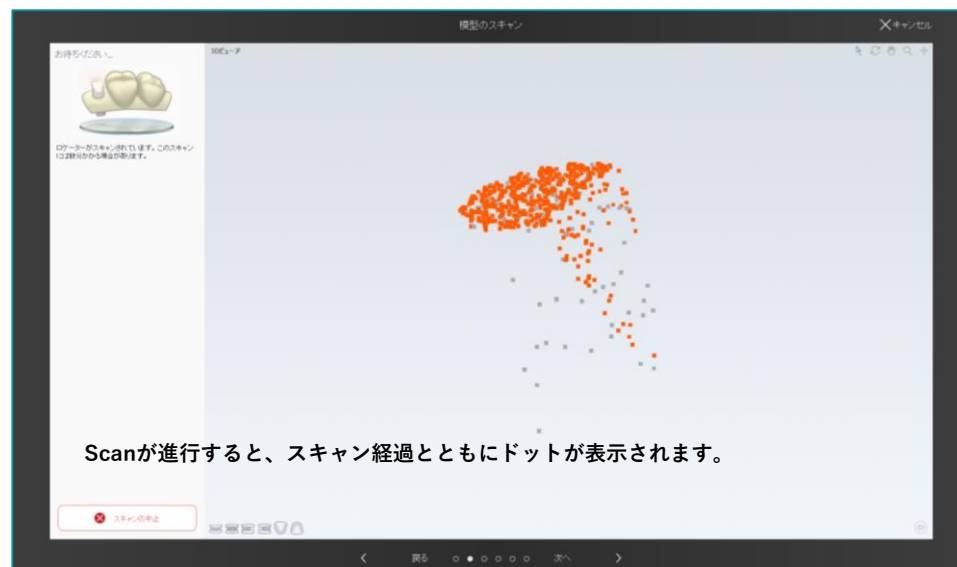 模型のスキャン
キャンセル
お待ちください...
3Dビューア
ロケーターがスキャンされています。このスキャン
には数分かかる場合があります。
Scanが進行すると、スキャン経過とともにドットが表示されます。
スキャンの中止
戻る
次へ